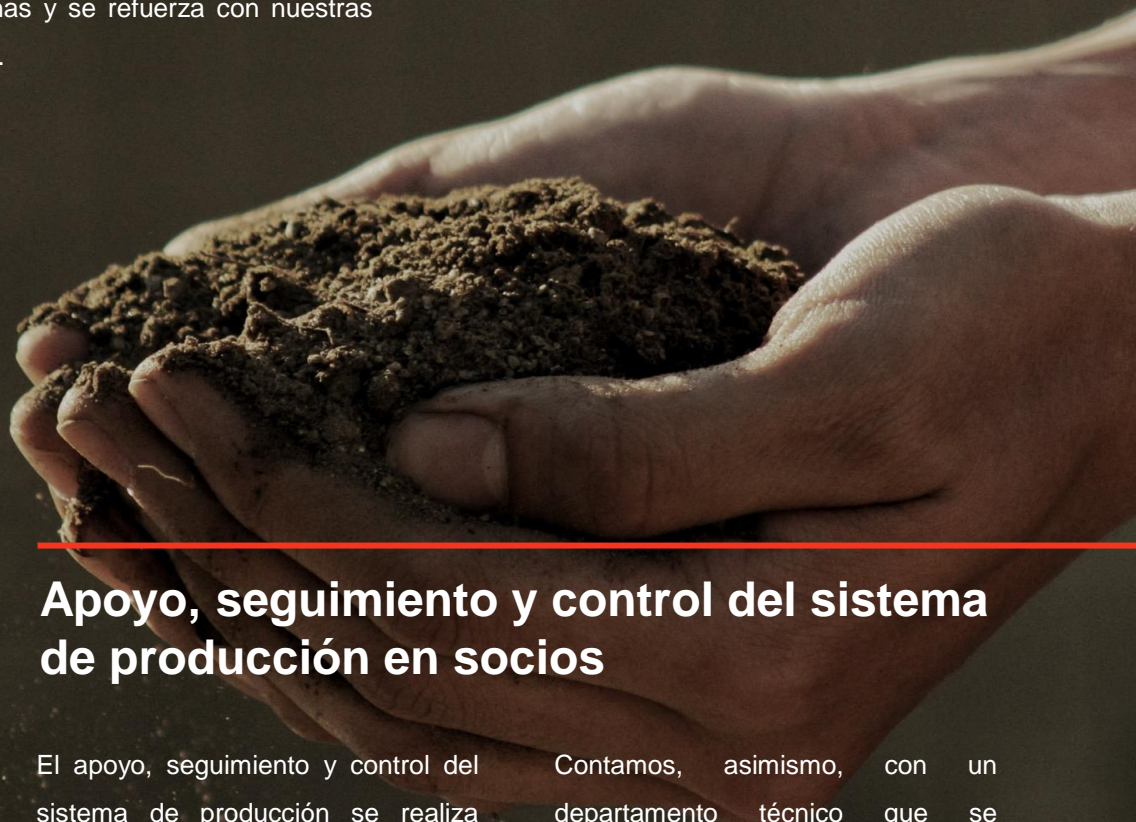 y se refuerza con nuestras
.
Apoyo, seguimiento y control del sistema
de producción en socios
El apoyo, seguimiento y control del
sistema de producción se realiza
Contamos, asimismo, con un
departamento técnico que se